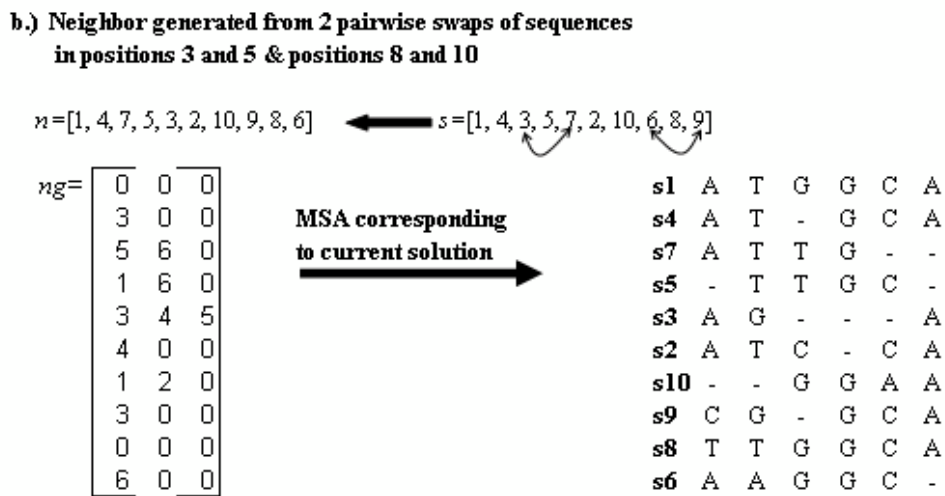 b.) Neighbor generated from 2 pairwise swaps of sequences
in positions 3 and 5 & positions 8 and 10
n=[1, 4, 7, 5, 3, 2, 10, 9, 8, 6] s=[1, 4, 3, 5, 7, 2, 10, 6, 8, 9]
ng= 0 0 0 s1 A T G G C A
3 0 0 MSA corresponding s4 A T - G C A
5 6 0 to current solution s7 A T T G - -
1 6 0 s5 - T T G C -
3 4 5 s3 A G - - - A
4 0 0 s2 A T C - C A
1 2 0 s10 - - G G A A
3 0 0 s9 C G - G C A
0 0 0 s8 T T G G C A
6 0 0 s6 A A G G C -